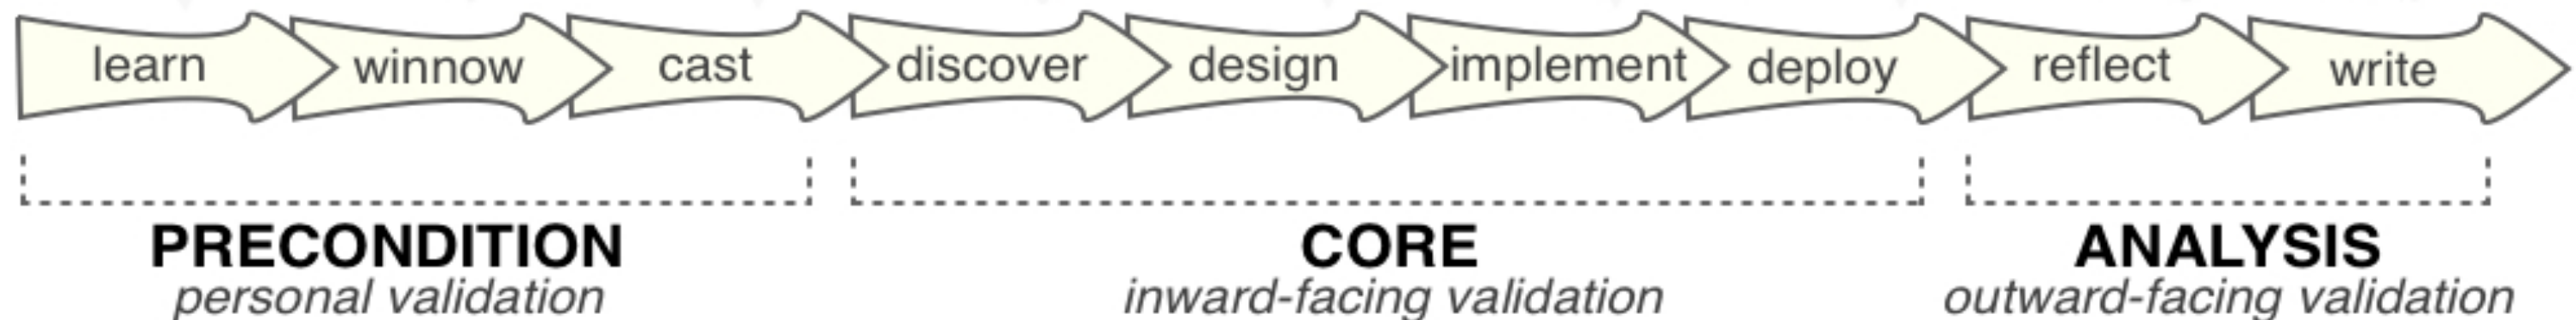 learn winnow cast discover design implement deploy reflect write
PRECONDITION CORE ANALYSIS
personal validation inward-facing validation outward-facing validation